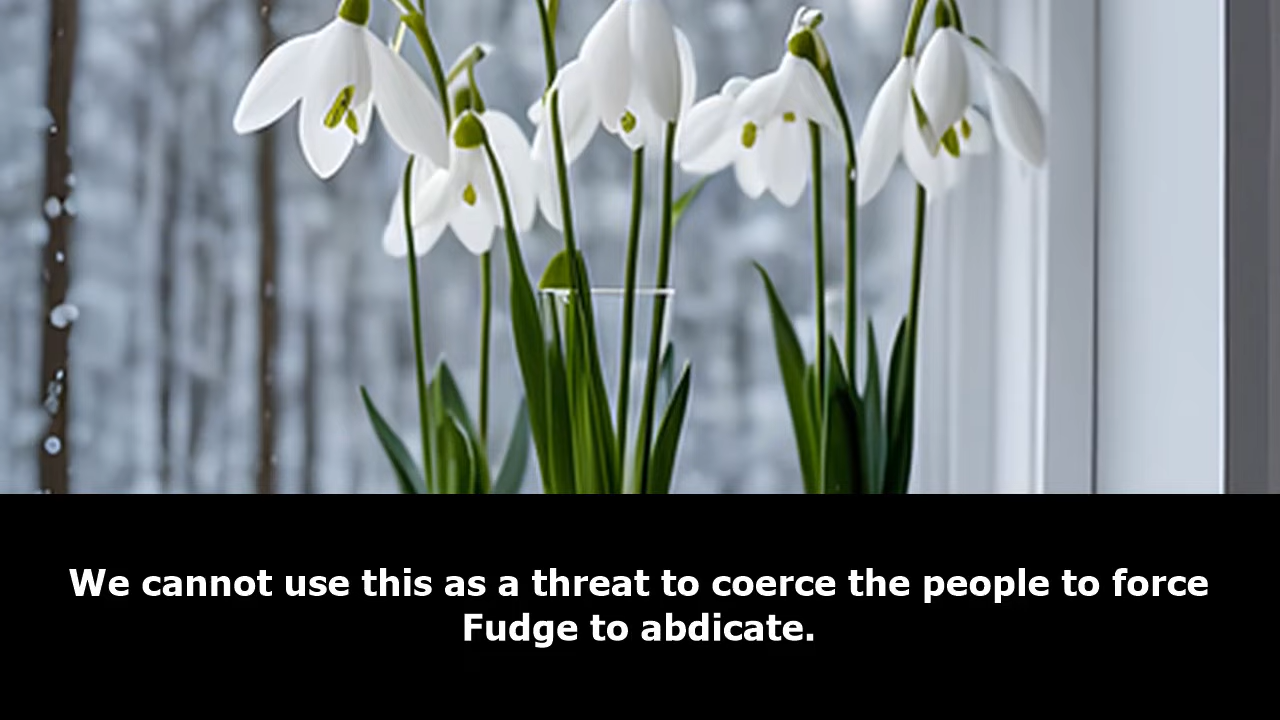 We cannot use this as a threat to coerce the people to force
Fudge to abdicate.